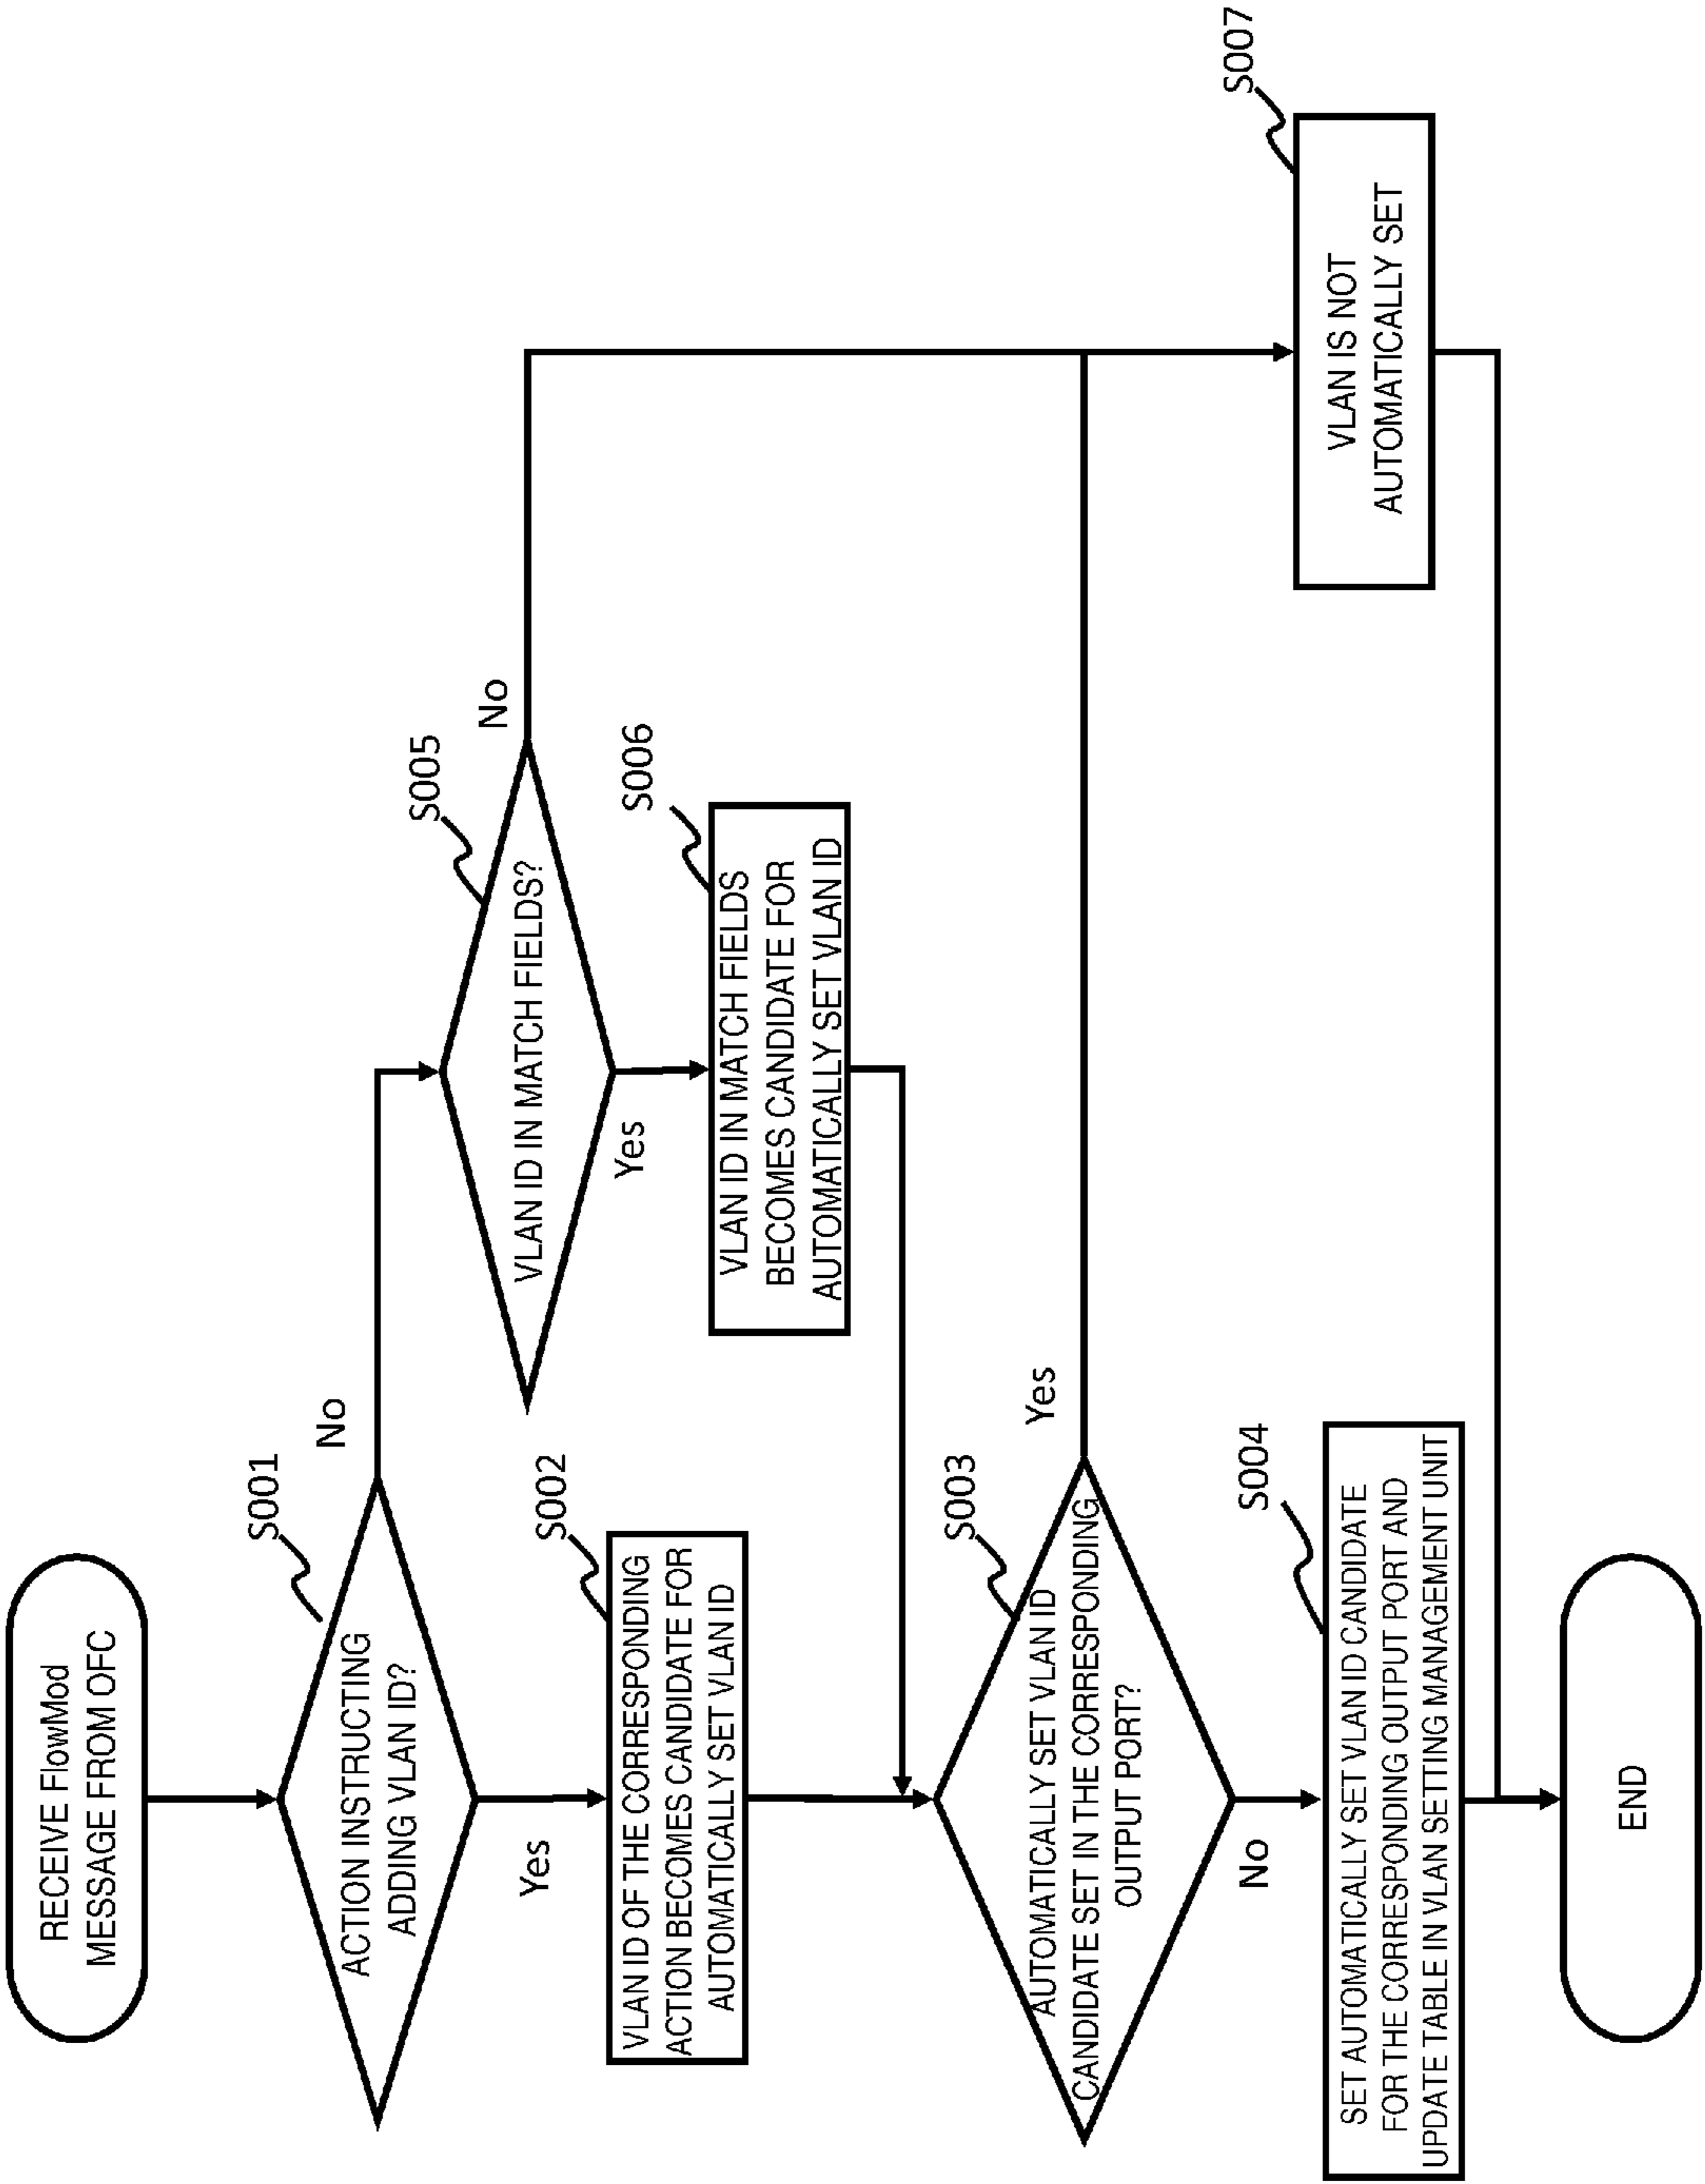 RECEIVE FlowMod
MESSAGE FROM OFC
S001
ACTION INSTRUCTING
ADDING VLAN ID?
No
Yes
S002
VLAN ID OF THE CORRESPONDING
ACTION BECOMES CANDIDATE FOR
AUTOMATICALLY SET VLAN ID
S005
VLAN ID IN MATCH FIELDS?
No
Yes
S006
VLAN ID IN MATCH FIELDS
BECOMES CANDIDATE FOR
AUTOMATICALLY SET VLAN ID
S003
AUTOMATICALLY SET VLAN ID
CANDIDATE SET IN THE CORRESPONDING
OUTPUT PORT?
Yes
No
S004
SET AUTOMATICALLY SET VLAN ID CANDIDATE
FOR THE CORRESPONDING OUTPUT PORT AND
UPDATE TABLE IN VLAN SETTING MANAGEMENT UNIT
S007
VLAN IS NOT
AUTOMATICALLY SET
END